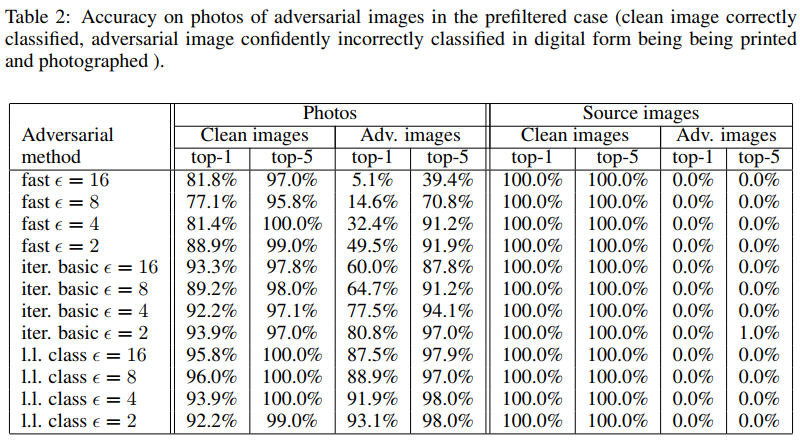 Table 2: Accuracy on photos of adversarial images in the prefiltered case (clean image correctly
classified, adversarial image confidently incorrectly classified in digital form being being printed
and photographed ).
Photos Source images
Adversarial Clean images Adv. images Clean images Adv. images
method top-1 top-5 top-1 top-5 top-1 top-5 top-1 top-5
fast ϵ = 16 81.8% 97.0% 5.1% 39.4% 100.0% 100.0% 0.0% 0.0%
fast ϵ = 8 77.1% 95.8% 14.6% 70.8% 100.0% 100.0% 0.0% 0.0%
fast ϵ = 4 81.4% 100.0% 32.4% 91.2% 100.0% 100.0% 0.0% 0.0%
fast ϵ = 2 88.9% 99.0% 49.5% 91.9% 100.0% 100.0% 0.0% 0.0%
iter. basic ϵ = 16 93.3% 97.8% 60.0% 87.8% 100.0% 100.0% 0.0% 0.0%
iter. basic ϵ = 8 89.2% 98.0% 64.7% 91.2% 100.0% 100.0% 0.0% 0.0%
iter. basic ϵ = 4 92.2% 97.1% 77.5% 94.1% 100.0% 100.0% 0.0% 0.0%
iter. basic ϵ = 2 93.9% 97.0% 80.8% 97.0% 100.0% 100.0% 0.0% 1.0%
l.l. class ϵ = 16 95.8% 100.0% 87.5% 97.9% 100.0% 100.0% 0.0% 0.0%
l.l. class ϵ = 8 96.0% 100.0% 88.9% 97.0% 100.0% 100.0% 0.0% 0.0%
l.l. class ϵ = 4 93.9% 100.0% 91.9% 98.0% 100.0% 100.0% 0.0% 0.0%
l.l. class ϵ = 2 92.2% 99.0% 93.1% 98.0% 100.0% 100.0% 0.0% 0.0%